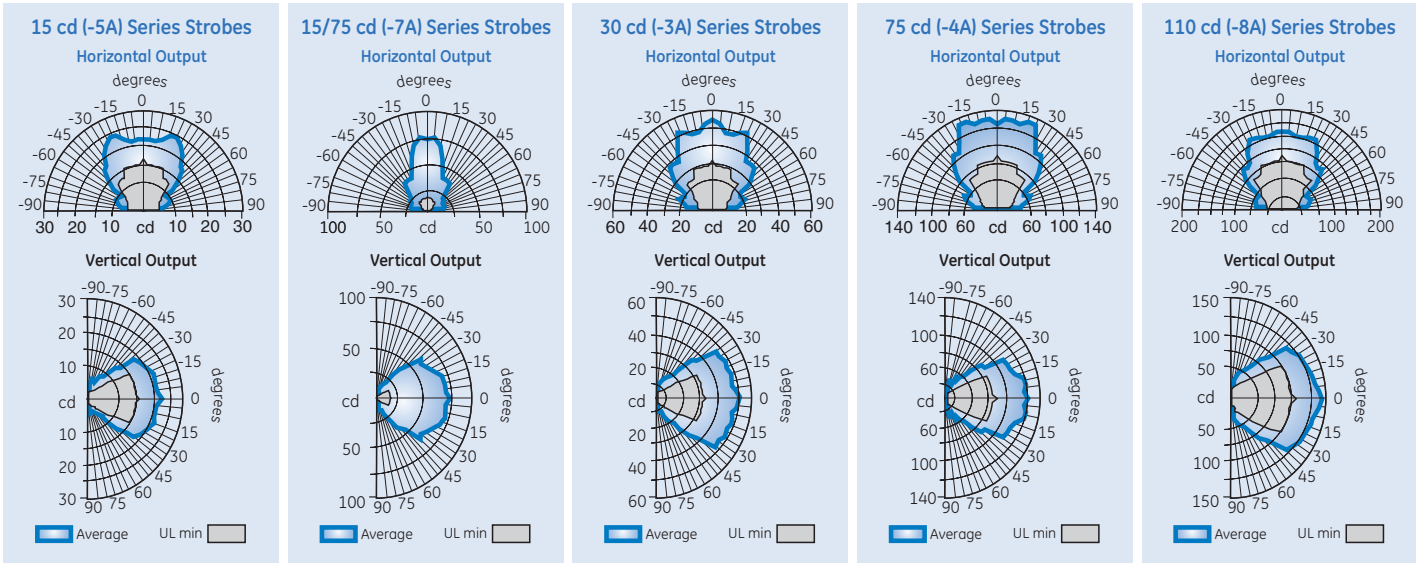 15 cd (-5A) Series Strobes
Horizontal Output
degrees
-15 0 15
-30 30
-45 45
-60 60
-75 75
-90 90
30 20 10 cd 10 20 30
Vertical Output
30 -90 -75
-60
20 -45
-30
10 -15
cd 0 degrees
10 15
30
20 45
60
30 90 75
Average UL min
15/75 cd (-7A) Series Strobes
Horizontal Output
degrees
-15 0 15
-30 30
-45 45
-60 60
-75 75
-90 90
100 50 cd 50 100
Vertical Output
100 -90 -75
-60
-45
50 -30
-15
cd 0 degrees
15
50 30
45
60
100 90 75
Average UL min
30 cd (-3A) Series Strobes
Horizontal Output
degrees
-15 0 15
-30 30
-45 45
-60 60
-75 75
-90 90
60 40 20 cd 20 40 60
Vertical Output
60 -90 -75
-60
40 -45
-30
20 -15
cd 0 degrees
20 15
30
40 45
60
60 90 75
Average UL min
75 cd (-4A) Series Strobes
Horizontal Output
degrees
-15 0 15
-30 30
-45 45
-60 60
-75 75
-90 90
140 100 60 cd 60 100 140
Vertical Output
140 -90 -75
-60
100 -45
-30
60 -15
cd 0 degrees
60 15
30
100 45
60
140 90 75
Average UL min
110 cd (-8A) Series Strobes
Horizontal Output
degrees
-15 0 15
-30 30
-45 45
-60 60
-75 75
-90 90
200 100 cd 100 200
Vertical Output
150 -90 -75
-60
100 -45
-30
50 -15
cd 0 degrees
50 15
30
100 45
60
150 90 75
Average UL min